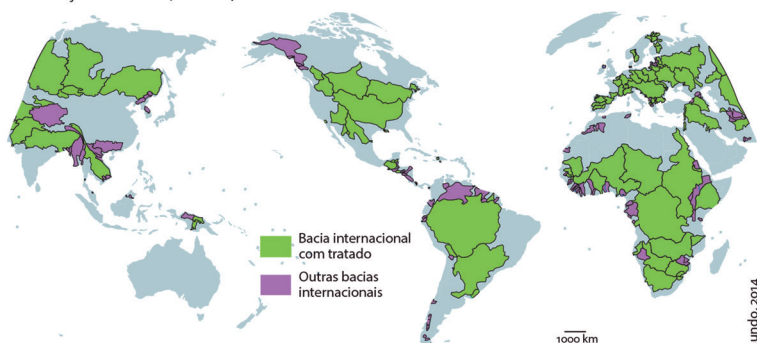 Bacia internacional
com tratado
Outras bacias
internacionais
1000 km
undo, 2014